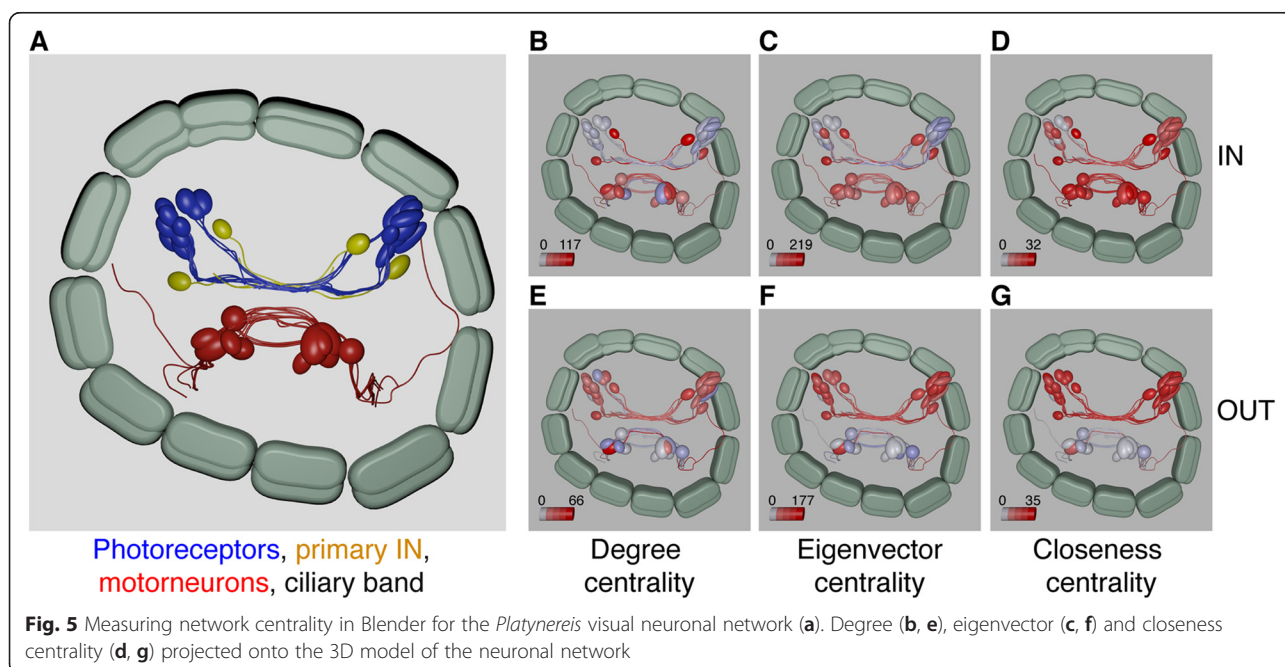 A
B
C
D
0 117
0 219
0 32
IN
E
F
G
0 66
0 177
0 35
OUT
Photoreceptors, primary IN,
motorneurons, ciliary band
Degree
centrality
Eigenvector
centrality
Closeness
centrality
Fig. 5 Measuring network centrality in Blender for the Platynereis visual neuronal network (a). Degree (b, e), eigenvector (c, f) and closeness
centrality (d, g) projected onto the 3D model of the neuronal network